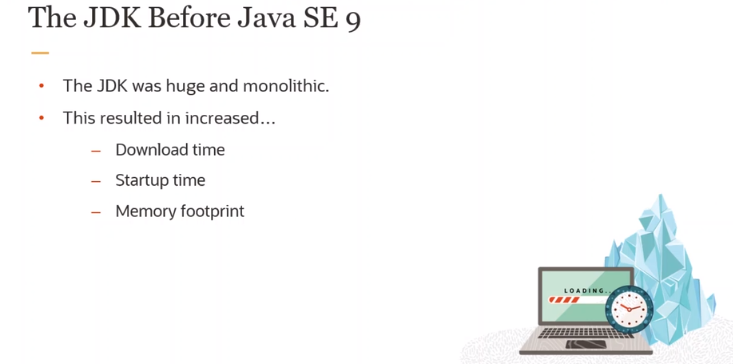 The JDK Before Java SE 9
• The JDK was huge and monolithic.
• This resulted in increased…
– Download time
– Startup time
– Memory footprint
LOADING...